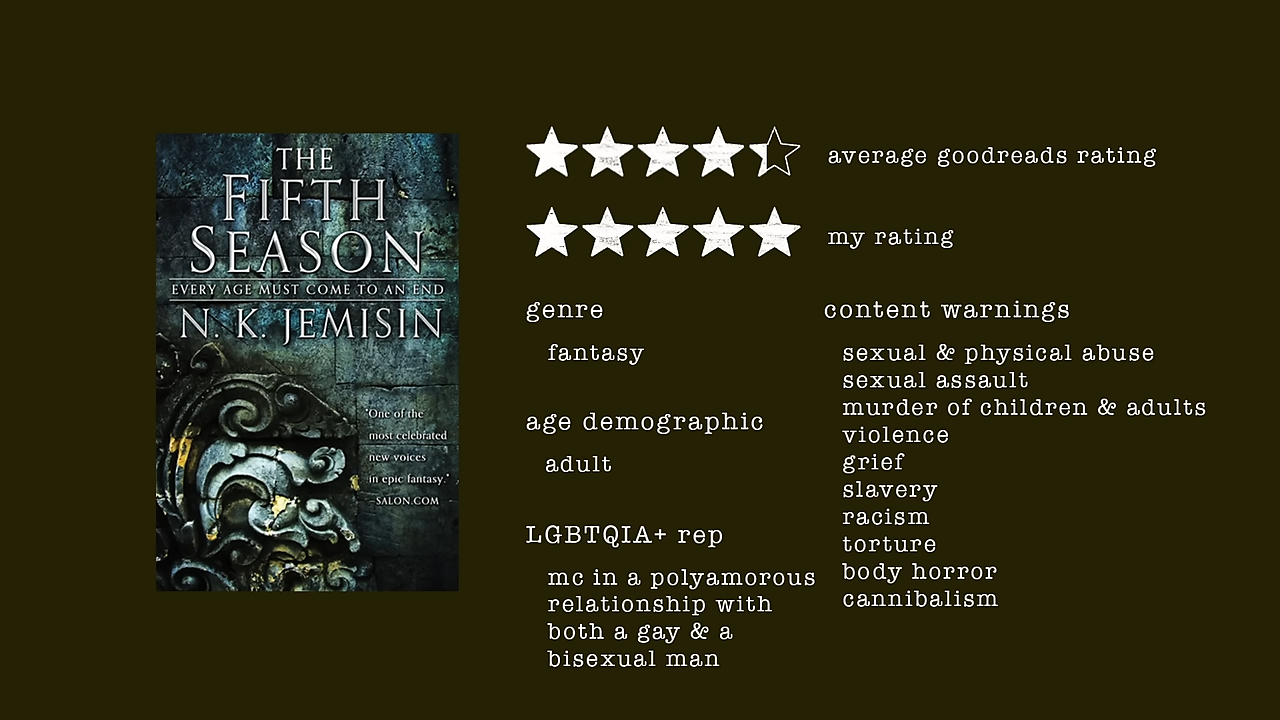 THE
FIFTH
SEASON
EVERY AGE MUST COME TO AN END
N. K. JEMISIN
"One of the
most celebrated
new voices
in epic fantasy."
—SALON.COM
average goodreads rating
my rating
genre
fantasy
age demographic
adult
LGBTQIA+ rep
mc in a polyamorous
relationship with
both a gay & a
bisexual man
content warnings
sexual & physical abuse
sexual assault
murder of children & adults
violence
grief
slavery
racism
torture
body horror
cannibalism